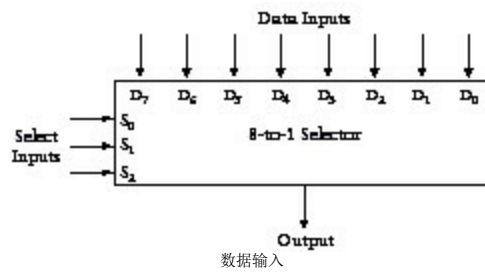 Data Inputs
D7 D6 D5 D4 D3 D2 D1 D0
S0
Select
8-to-1 Selector
S1
Inputs
S2
Output
数据输入